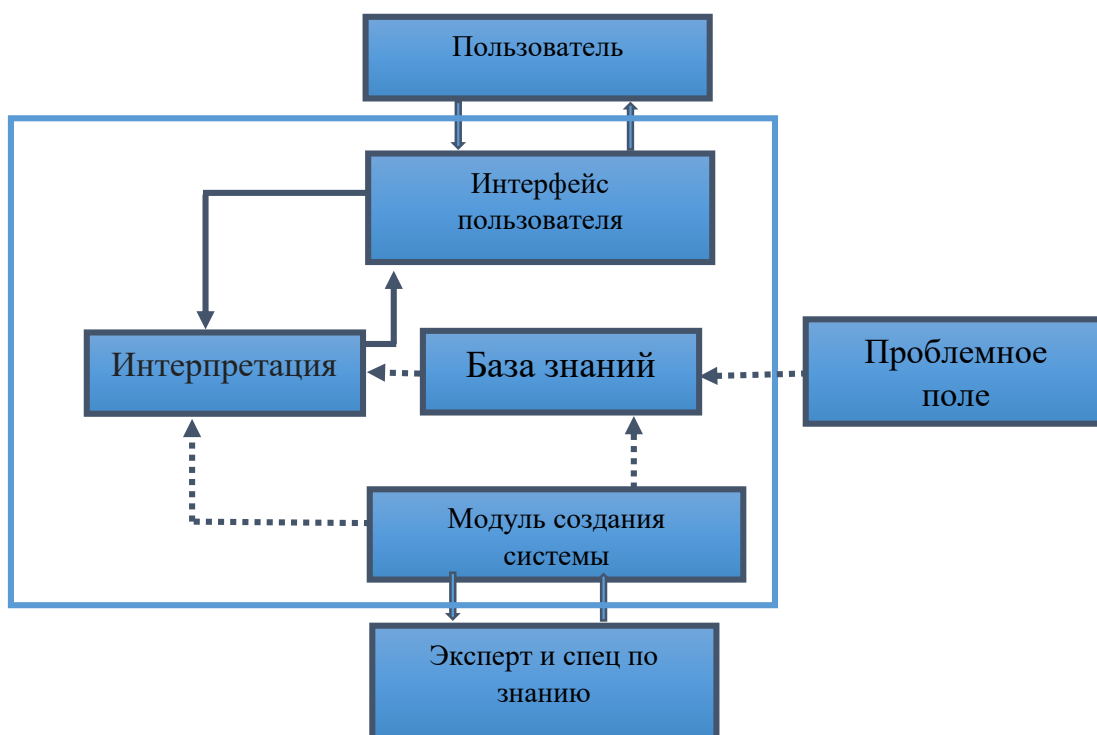 Пользователь
Интерфейс
пользователя
Интерпретация
База знаний
Проблемное
поле
Модуль создания
системы
Эксперт и спец по
знанию